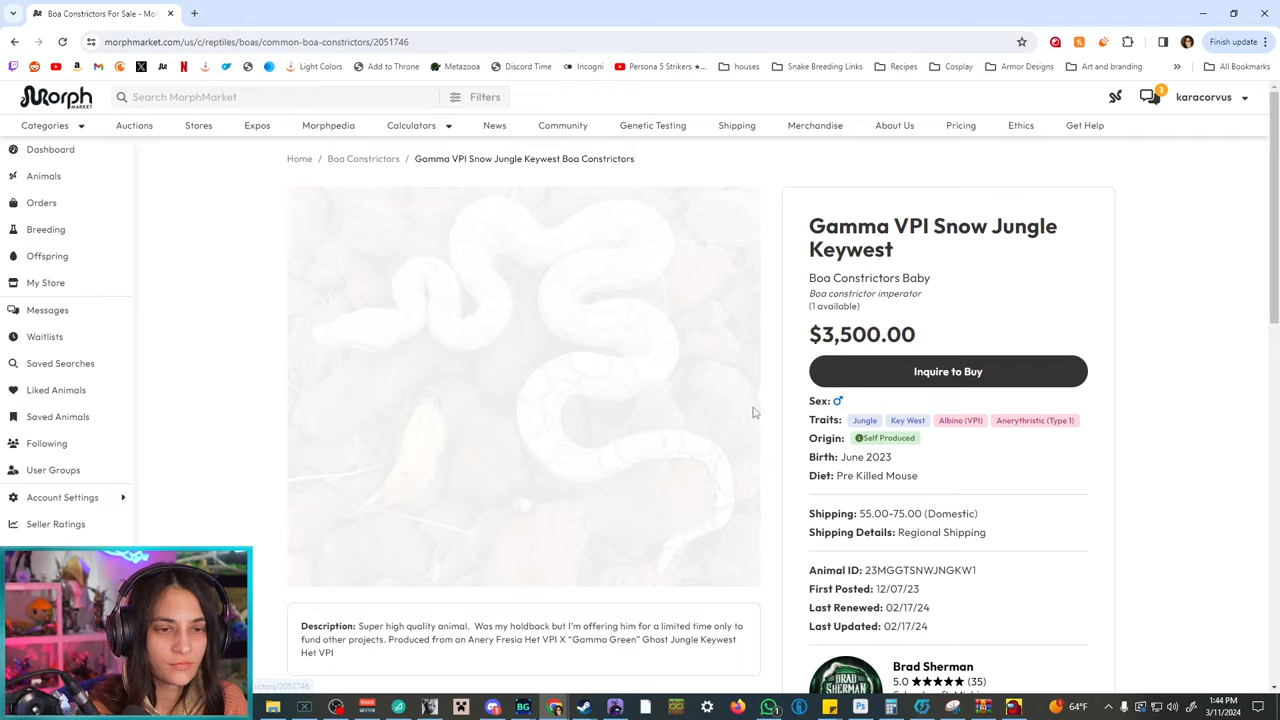 Boa Constrictors For Sale - Mor
morphmarket.com/us/c/reptiles/boas/common-boa-constrictors/2051746
Finish update
Light Colors
Add to Throne
Metazooa
Discord Time
Incogni
Persona 5 Strikers ★...
houses
Snake Breeding Links
Recipes
Cosplay
Armor Designs
Art and branding
»
All Bookmarks
Morph
MARKET
Search MorphMarket
Filters
1
karacorvus
Categories
Auctions
Stores
Expos
Morphpedia
Calculators
News
Community
Genetic Testing
Shipping
Merchandise
About Us
Pricing
Ethics
Get Help
Dashboard
Animals
Orders
Breeding
Offspring
My Store
Messages
Waitlists
Saved Searches
Liked Animals
Saved Animals
Following
User Groups
Account Settings
Seller Ratings
Home / Boa Constrictors / Gamma VPI Snow Jungle Keywest Boa Constrictors
Gamma VPI Snow Jungle
Keywest
Boa Constrictors Baby
Boa constrictor imperator
(1 available)
$3,500.00
Inquire to Buy
Sex:
Traits: Jungle Key West Albino (VPI) Anerythristic (Type 1)
Origin: Self Produced
Birth: June 2023
Diet: Pre Killed Mouse
Shipping: 55.00-75.00 (Domestic)
Shipping Details: Regional Shipping
Animal ID: 23MGGTSNWJNGKW1
First Posted: 12/07/23
Last Renewed: 02/17/24
Last Updated: 02/17/24
BRAD
SHERMAN
Brad Sherman
5.0 ★★★★★ (35)
Description: Super high quality animal. Was my holdback but I'm offering him for a limited time only to
fund other projects. Produced from an Anery Fresia Het VPI X “Gamma Green” Ghost Jungle Keywest
Het VPI
trictors/2051746
64°F
1:44 PM
3/11/2024